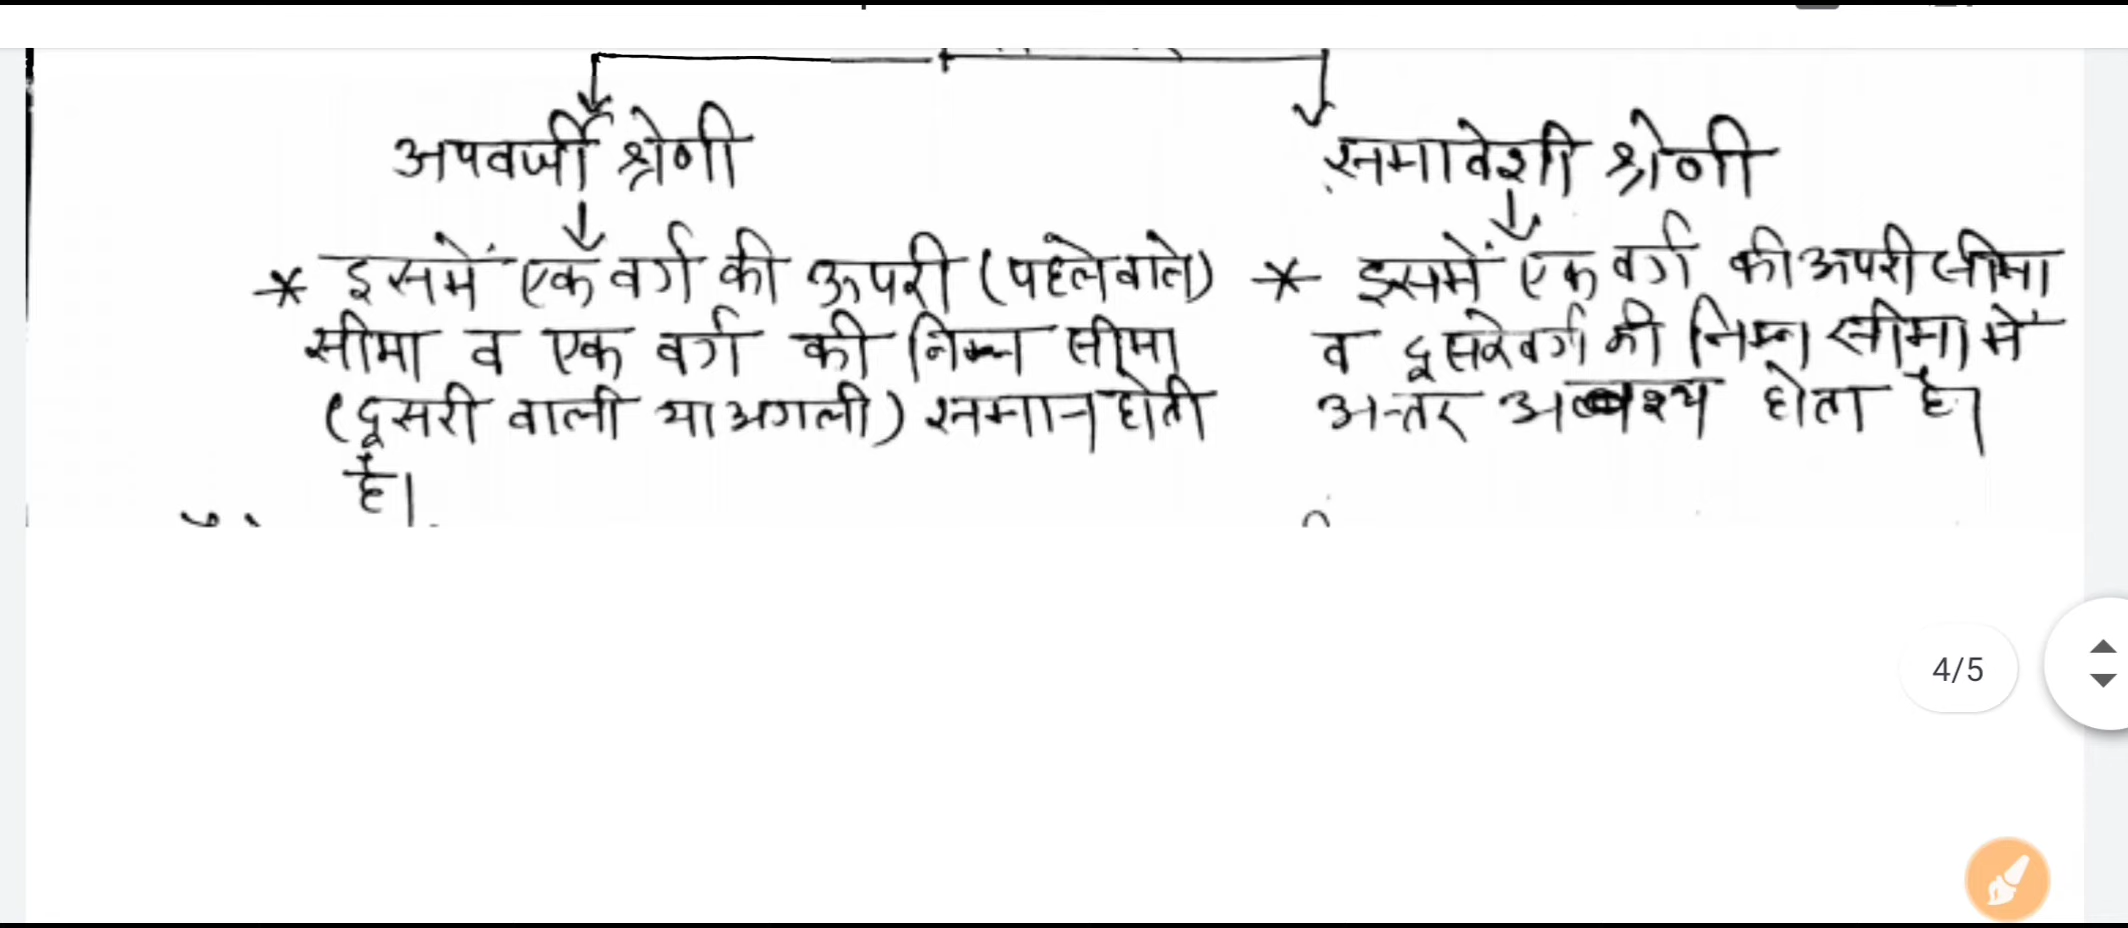 अपवर्जी श्रेणी
समावेशी श्रेणी
* इसमें एक वर्ग की ऊपरी (पहलेवाले)
सीमा व एक वर्ग की निम्न सीमा
(दूसरी वाली या अगली) समान होती
है।
* इसमें एक वर्ग की ऊपरी सीमा
व दूसरे वर्ग की निम्न सीमा में
अन्तर अवश्य होता है।
4/5